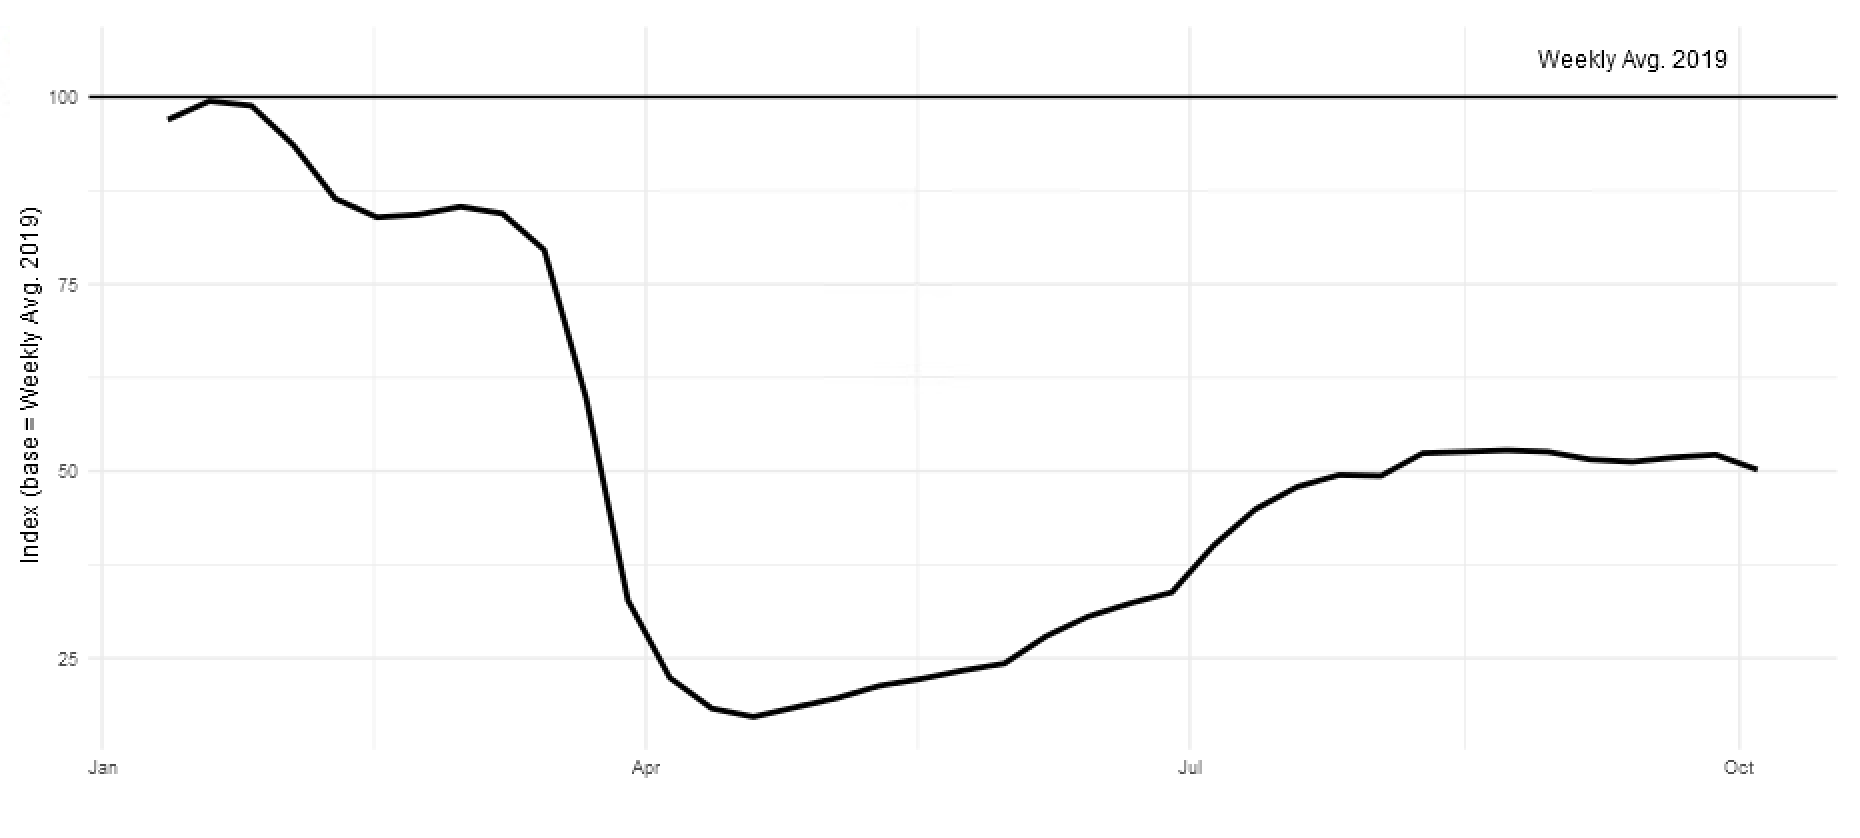 Weekly Avg. 2019
Index (base = Weekly Avg. 2019)
100
75
50
25
Jan
Apr
Jul
Oct